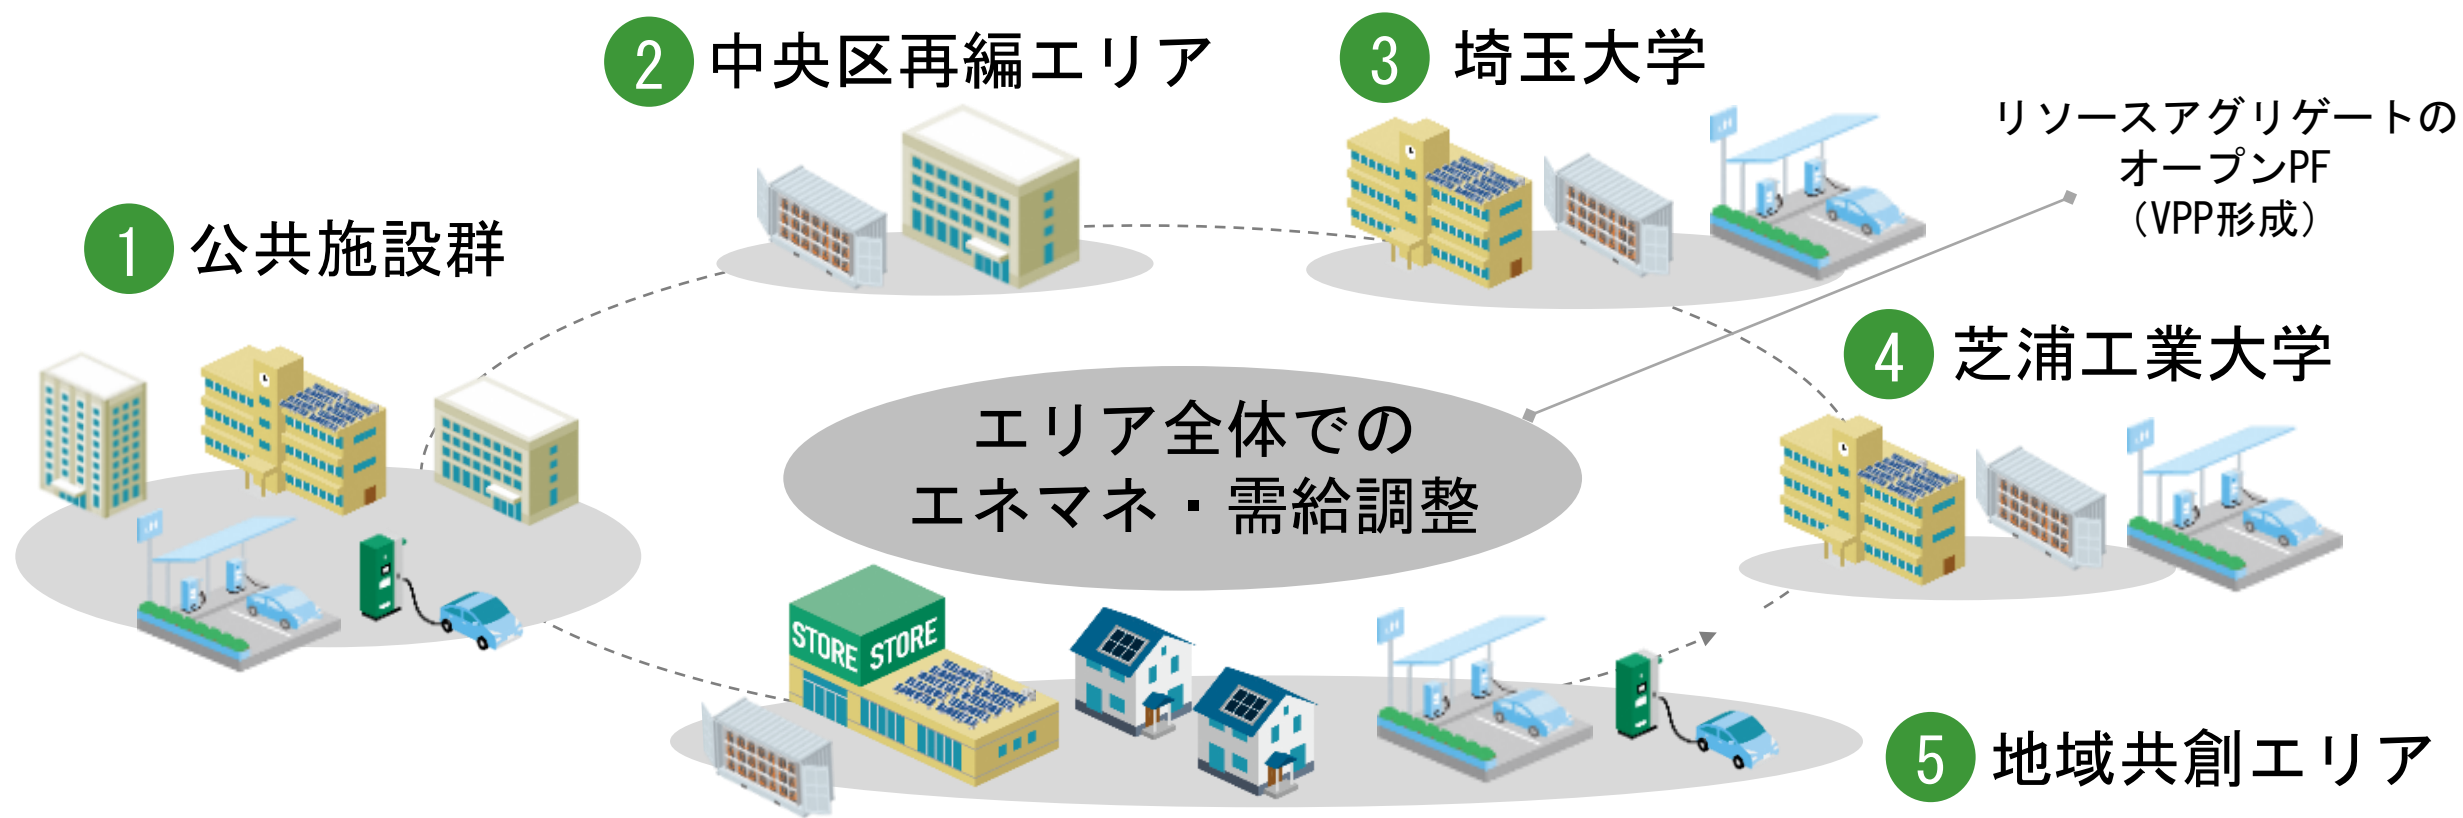 1 公共施設群
2 中央区再編エリア
3 埼玉大学
リソースアグリゲートの
オープンPF
（VPP形成）
4 芝浦工業大学
エリア全体での
エネマネ・需給調整
STORE STORE
5 地域共創エリア